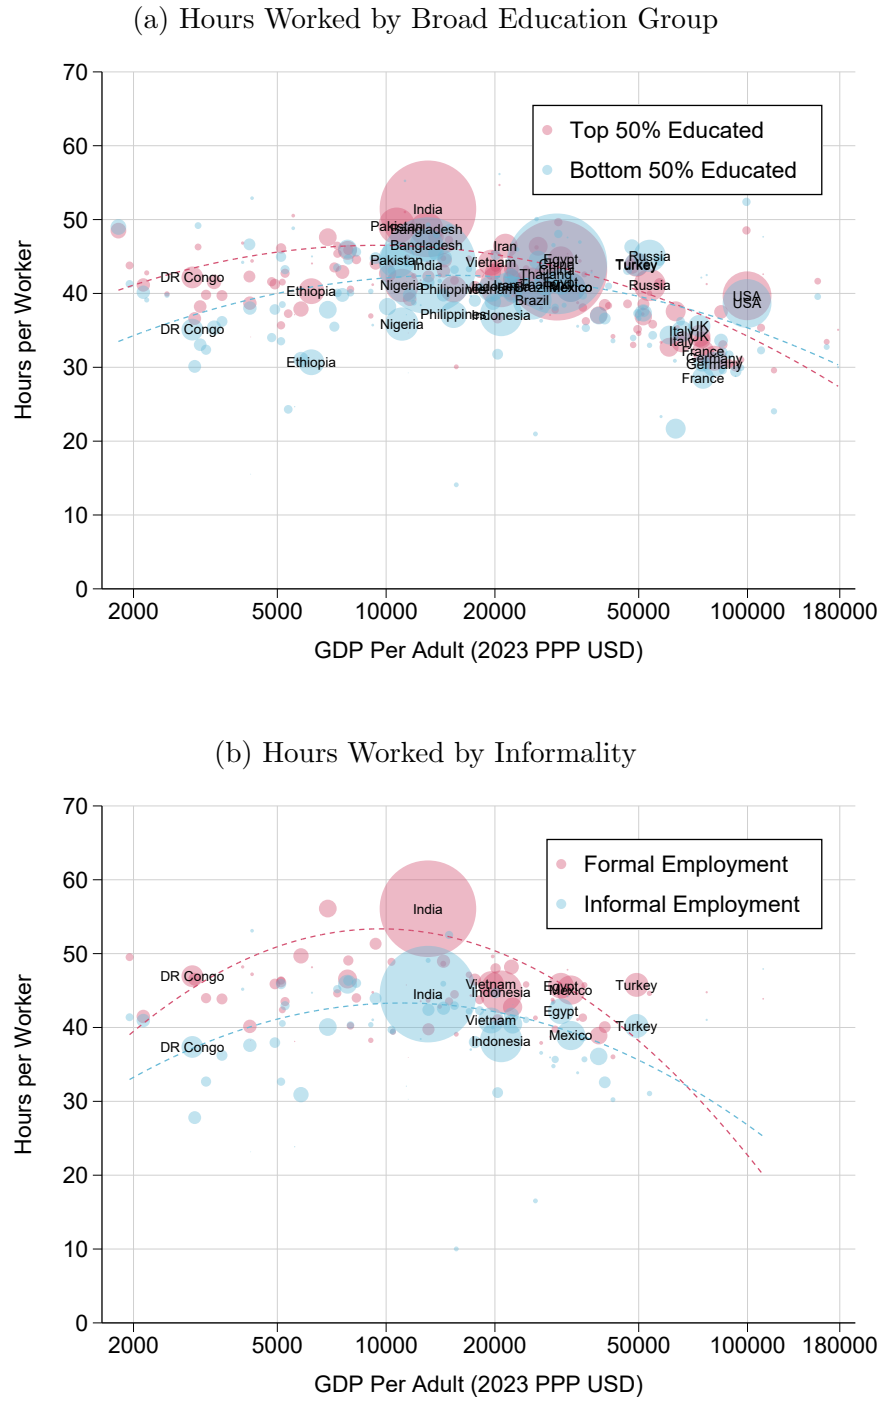 (a) Hours Worked by Broad Education Group
70
60
50
40
30
20
10
0
Hours per Worker
Top 50% Educated
Bottom 50% Educated
India
Pakistan
Bangladesh
Bangladesh
Iran
Pakistan
India
Vietnam
Egypt
China
Thailand
Turkey
Russia
Russia
DR Congo
Ethiopia
Nigeria
Philippines
Vietnam
Brazil
Mexico
Brazil
USA
USA
DR Congo
Nigeria
Philippines
Indonesia
Italy
UK
Italy
UK
France
Germany
Germany
France
Ethiopia
2000
5000
10000
20000
50000
100000
180000
GDP Per Adult (2023 PPP USD)
(b) Hours Worked by Informality
70
60
50
40
30
20
10
0
Hours per Worker
Formal Employment
Informal Employment
India
DR Congo
Vietnam
Indonesia
Egypt
Mexico
Turkey
India
Egypt
Vietnam
Turkey
Mexico
Indonesia
DR Congo
2000
5000
10000
20000
50000
100000
180000
GDP Per Adult (2023 PPP USD)